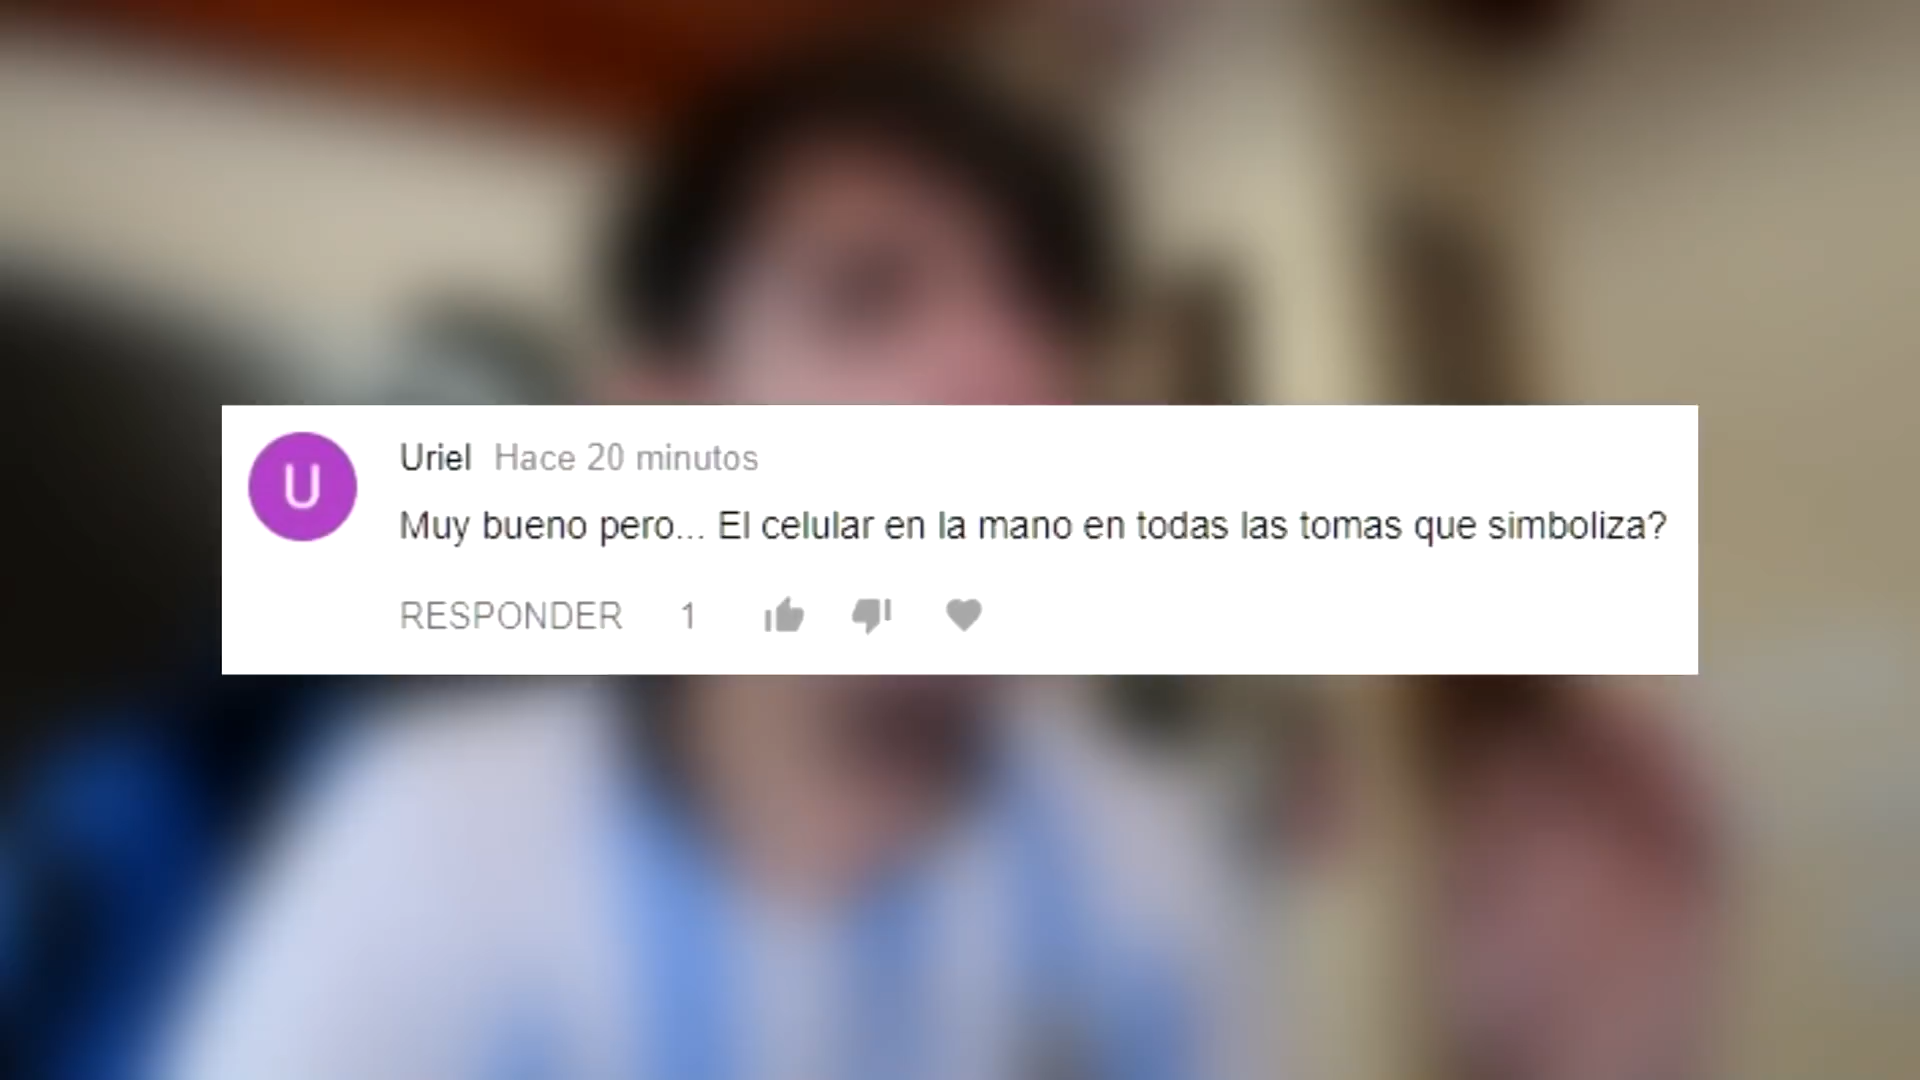 U
Uriel Hace 20 minutos
Muy bueno pero... El celular en la mano en todas las tomas que simboliza?
RESPONDER 1